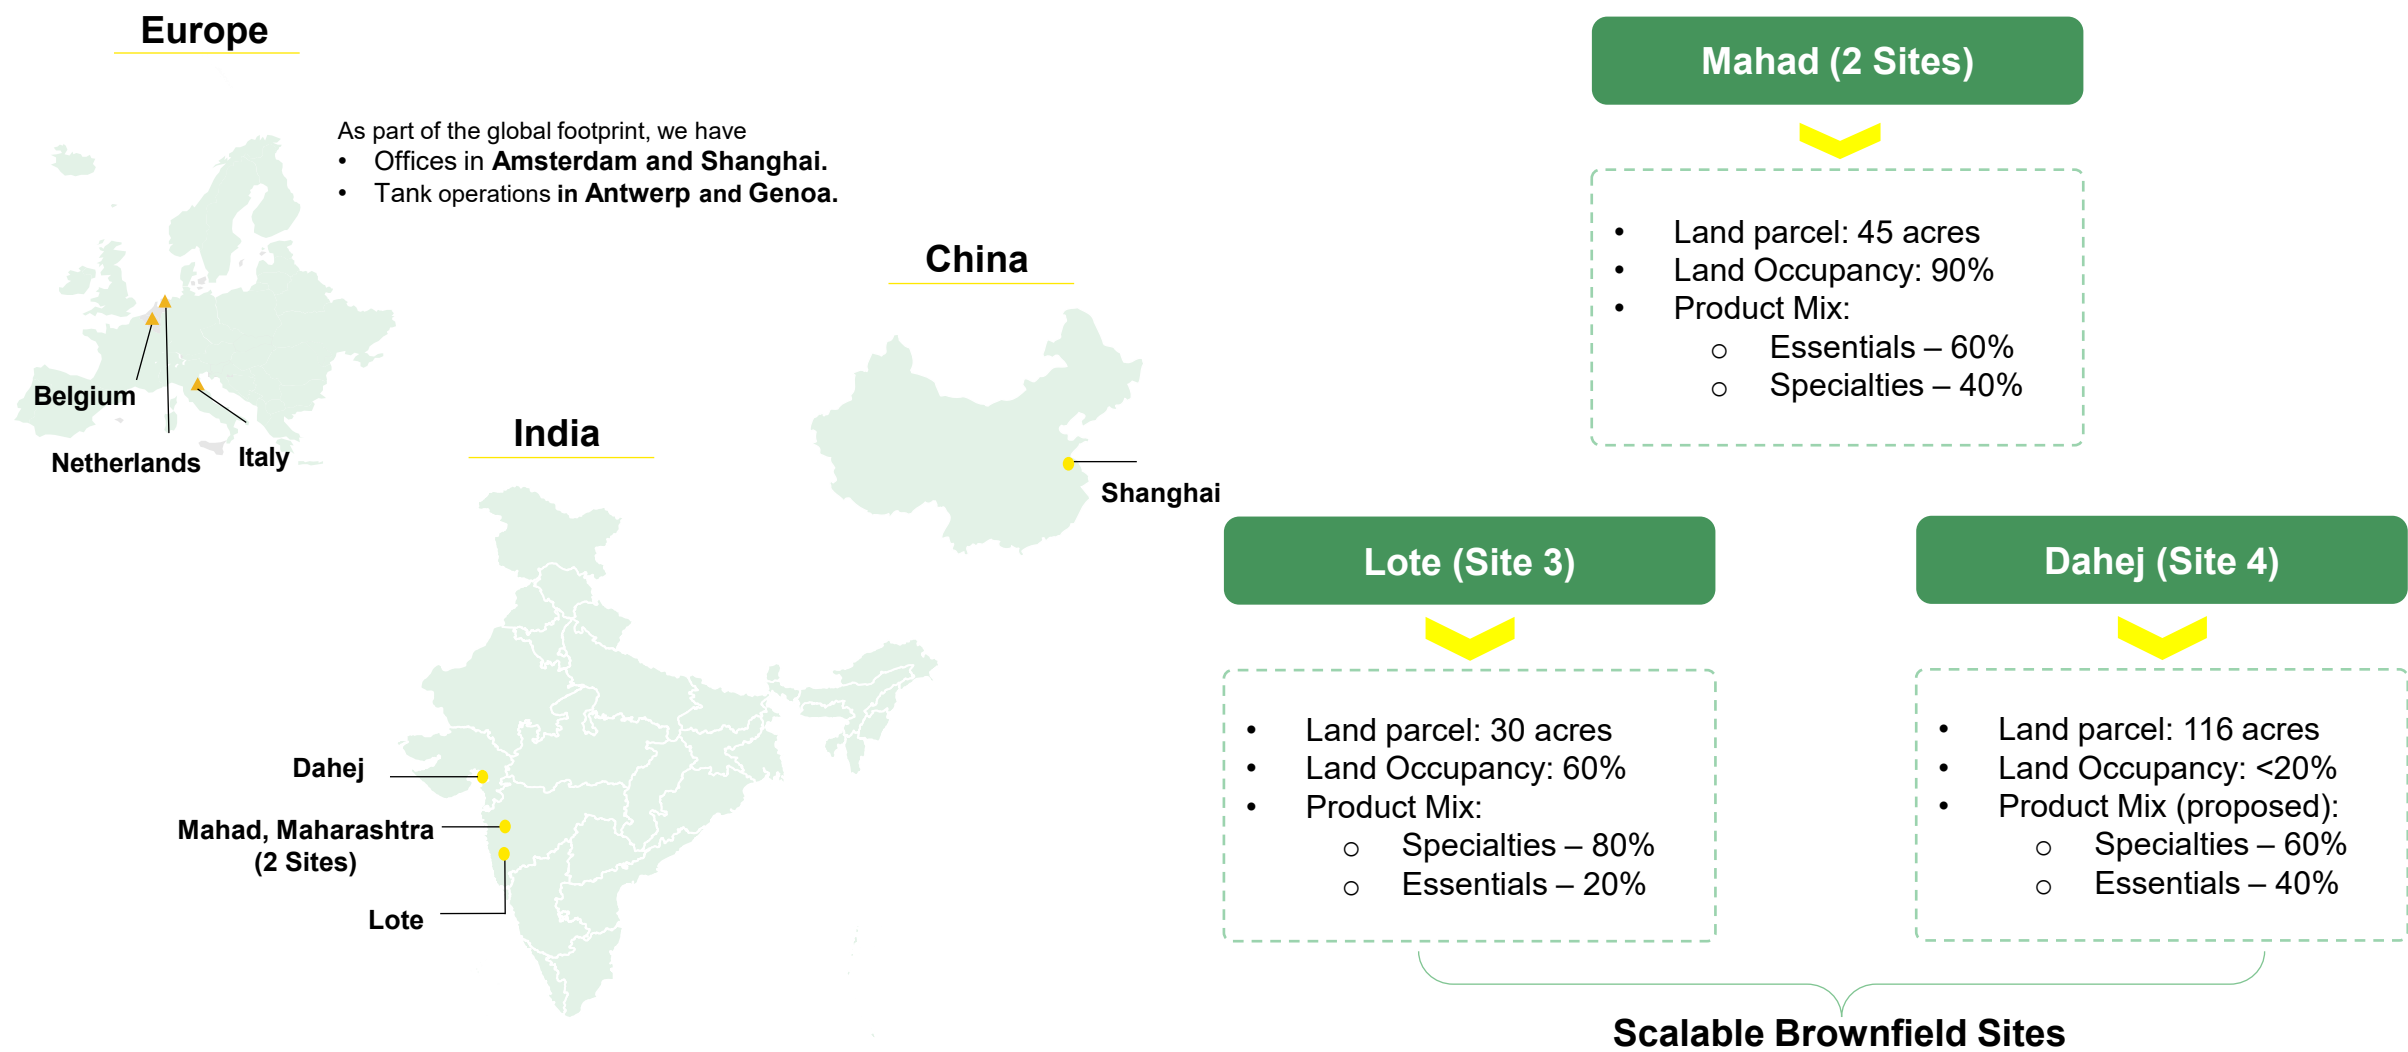 Europe
As part of the global footprint, we have
• Offices in Amsterdam and Shanghai.
• Tank operations in Antwerp and Genoa.
Belgium
Netherlands
Italy
China
Shanghai
India
Dahej
Mahad, Maharashtra
(2 Sites)
Lote
Mahad (2 Sites)
• Land parcel: 45 acres
• Land Occupancy: 90%
• Product Mix:
o Essentials – 60%
o Specialties – 40%
Lote (Site 3)
• Land parcel: 30 acres
• Land Occupancy: 60%
• Product Mix:
o Specialties – 80%
o Essentials – 20%
Dahej (Site 4)
• Land parcel: 116 acres
• Land Occupancy: <20%
• Product Mix (proposed):
o Specialties – 60%
o Essentials – 40%
Scalable Brownfield Sites